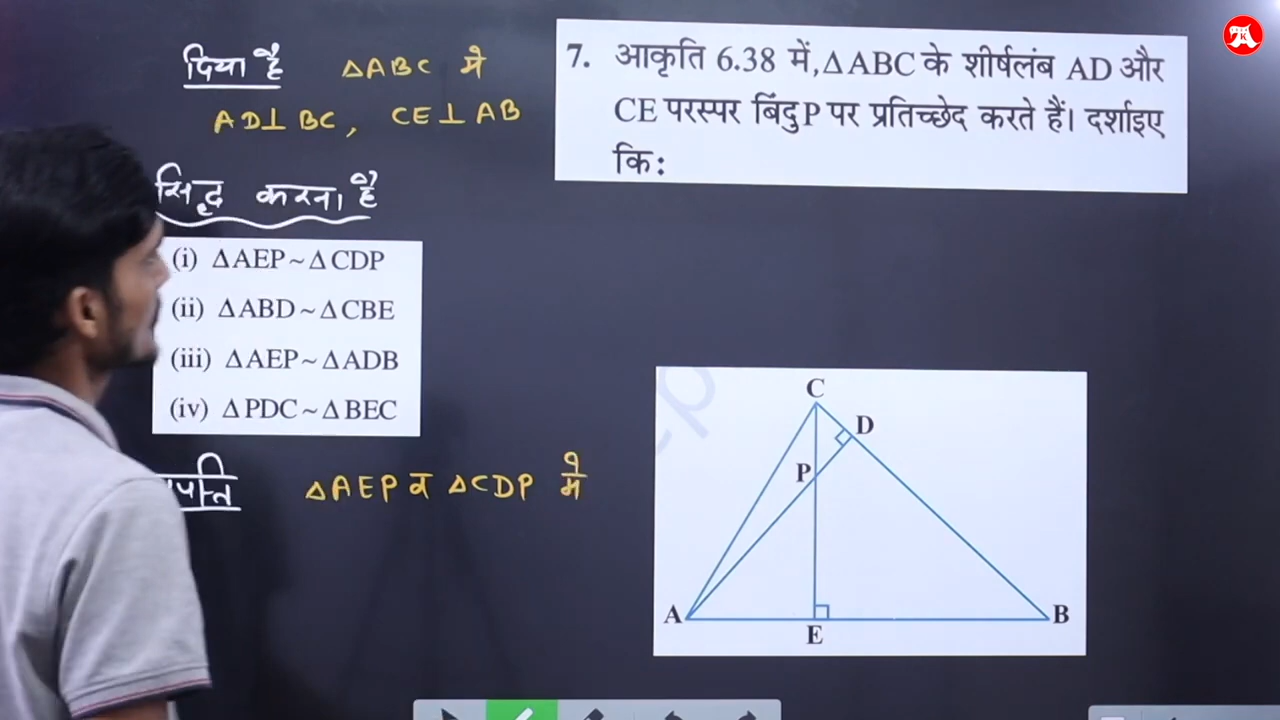 दिया है ΔABC मे
AD⊥BC, CE⊥AB
सिद्ध करना है
(i) ΔAEP ~ ΔCDP
(ii) ΔABD ~ ΔCBE
(iii) ΔAEP ~ ΔADB
(iv) ΔPDC ~ ΔBEC
ΔAEP व ΔCDP में
7. आकृति 6.38 में, ΔABC के शीर्षलंब AD और
CE परस्पर बिंदु P पर प्रतिच्छेद करते हैं। दर्शाइए
कि:
C
D
P
A
B
E